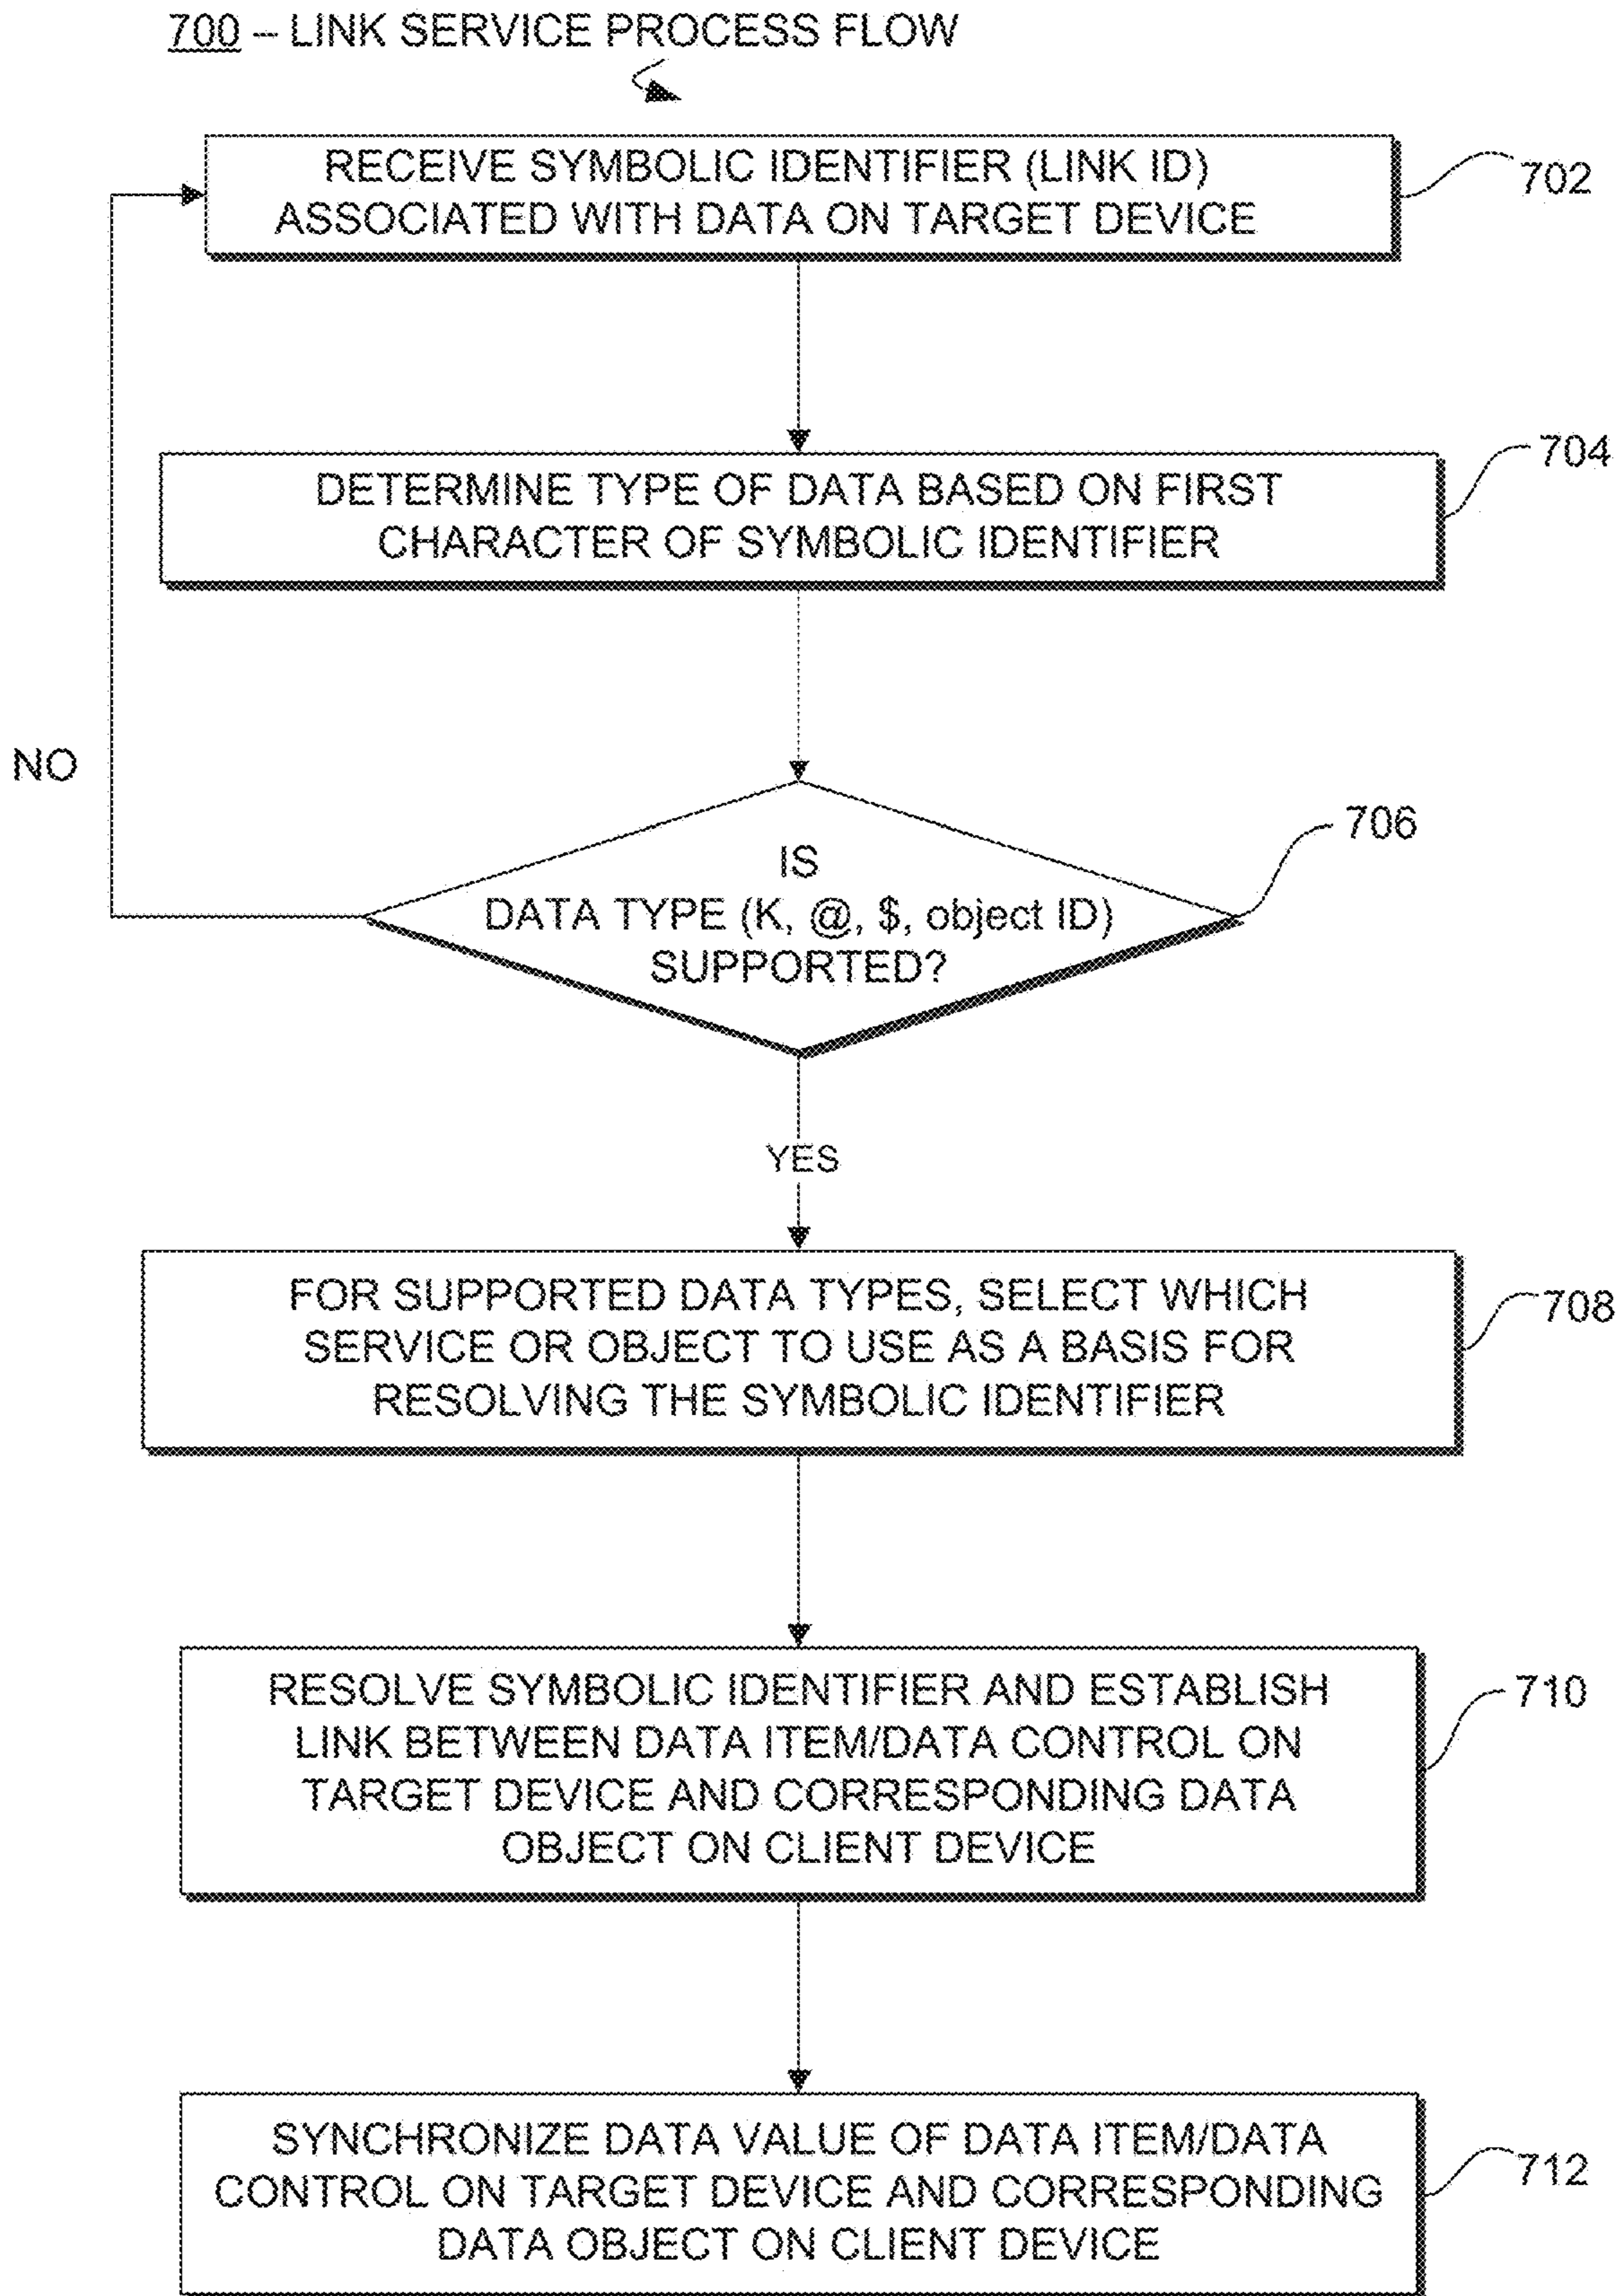 700 – LINK SERVICE PROCESS FLOW
RECEIVE SYMBOLIC IDENTIFIER (LINK ID)
ASSOCIATED WITH DATA ON TARGET DEVICE
702
DETERMINE TYPE OF DATA BASED ON FIRST
CHARACTER OF SYMBOLIC IDENTIFIER
704
NO
IS
DATA TYPE (K, @, $, object ID)
SUPPORTED?
706
YES
FOR SUPPORTED DATA TYPES, SELECT WHICH
SERVICE OR OBJECT TO USE AS A BASIS FOR
RESOLVING THE SYMBOLIC IDENTIFIER
708
RESOLVE SYMBOLIC IDENTIFIER AND ESTABLISH
LINK BETWEEN DATA ITEM/DATA CONTROL ON
TARGET DEVICE AND CORRESPONDING DATA
OBJECT ON CLIENT DEVICE
710
SYNCHRONIZE DATA VALUE OF DATA ITEM/DATA
CONTROL ON TARGET DEVICE AND CORRESPONDING
DATA OBJECT ON CLIENT DEVICE
712